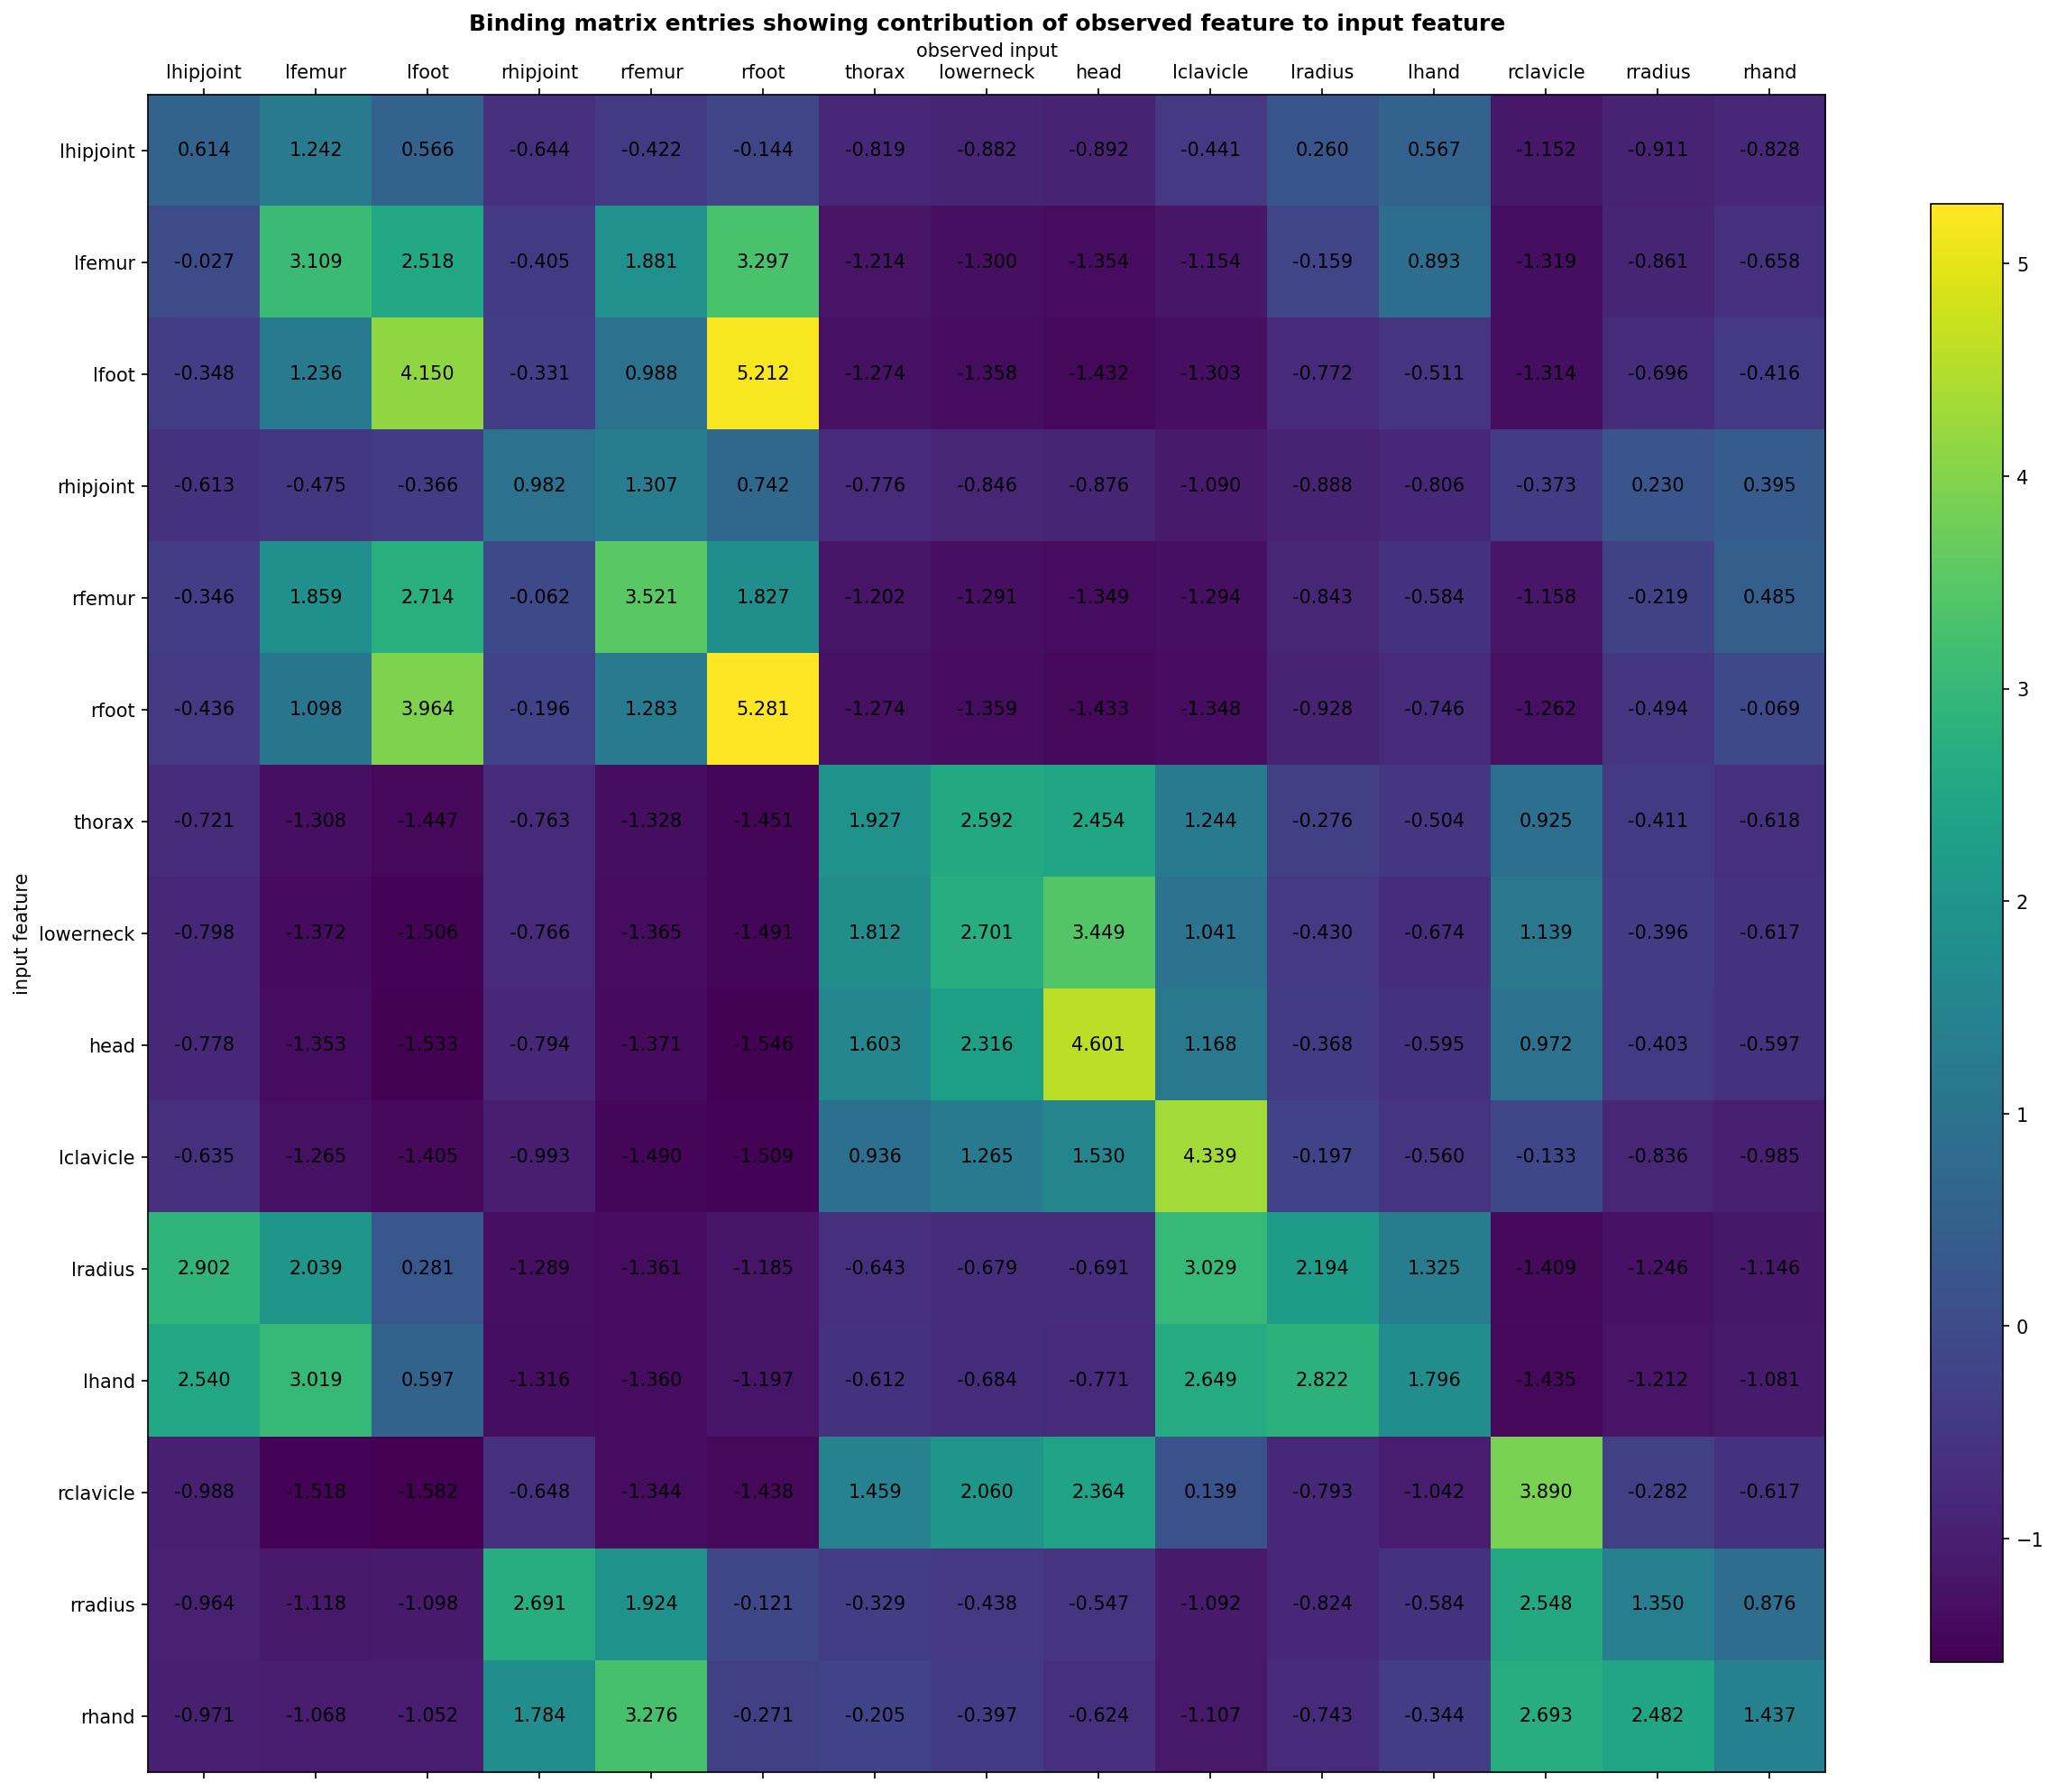 Binding matrix entries showing contribution of observed feature to input feature
observed input
lhipjoint lfemur lfoot rhipjoint rfemur rfoot thorax lowerneck head lclavicle lradius lhand rclavicle rradius rhand
lhipjoint 0.614 1.242 0.566 -0.644 -0.422 -0.144 -0.819 -0.882 -0.892 -0.441 0.260 0.567 -1.152 -0.911 -0.828
lfemur -0.027 3.109 2.518 -0.405 1.881 3.297 -1.214 -1.300 -1.354 -1.154 -0.159 0.893 -1.319 -0.861 -0.658
5
lfoot -0.348 1.236 4.150 -0.331 0.988 5.212 -1.274 -1.358 -1.432 -1.303 -0.772 -0.511 -1.314 -0.696 -0.416
4
rhipjoint -0.613 -0.475 -0.366 0.982 1.307 0.742 -0.776 -0.846 -0.876 -1.090 -0.888 -0.806 -0.373 0.230 0.395
rfemur -0.346 1.859 2.714 -0.062 3.521 1.827 -1.202 -1.291 -1.349 -1.294 -0.843 -0.584 -1.158 -0.219 0.485
3
rfoot -0.436 1.098 3.964 -0.196 1.283 5.281 -1.274 -1.359 -1.433 -1.348 -0.928 -0.746 -1.262 -0.494 -0.069
thorax -0.721 -1.308 -1.447 -0.763 -1.328 -1.451 1.927 2.592 2.454 1.244 -0.276 -0.504 0.925 -0.411 -0.618
2
input feature
lowerneck -0.798 -1.372 -1.506 -0.766 -1.365 -1.491 1.812 2.701 3.449 1.041 -0.430 -0.674 1.139 -0.396 -0.617
head -0.778 -1.353 -1.533 -0.794 -1.371 -1.546 1.603 2.316 4.601 1.168 -0.368 -0.595 0.972 -0.403 -0.597
1
lclavicle -0.635 -1.265 -1.405 -0.993 -1.490 -1.509 0.936 1.265 1.530 4.339 -0.197 -0.560 -0.133 -0.836 -0.985
lradius 2.902 2.039 0.281 -1.289 -1.361 -1.185 -0.643 -0.679 -0.691 3.029 2.194 1.325 -1.409 -1.246 -1.146
0
lhand 2.540 3.019 0.597 -1.316 -1.360 -1.197 -0.612 -0.684 -0.771 2.649 2.822 1.796 -1.435 -1.212 -1.081
rclavicle -0.988 -1.518 -1.582 -0.648 -1.344 -1.438 1.459 2.060 2.364 0.139 -0.793 -1.042 3.890 -0.282 -0.617
−1
rradius -0.964 -1.118 -1.098 2.691 1.924 -0.121 -0.329 -0.438 -0.547 -1.092 -0.824 -0.584 2.548 1.350 0.876
rhand -0.971 -1.068 -1.052 1.784 3.276 -0.271 -0.205 -0.397 -0.624 -1.107 -0.743 -0.344 2.693 2.482 1.437